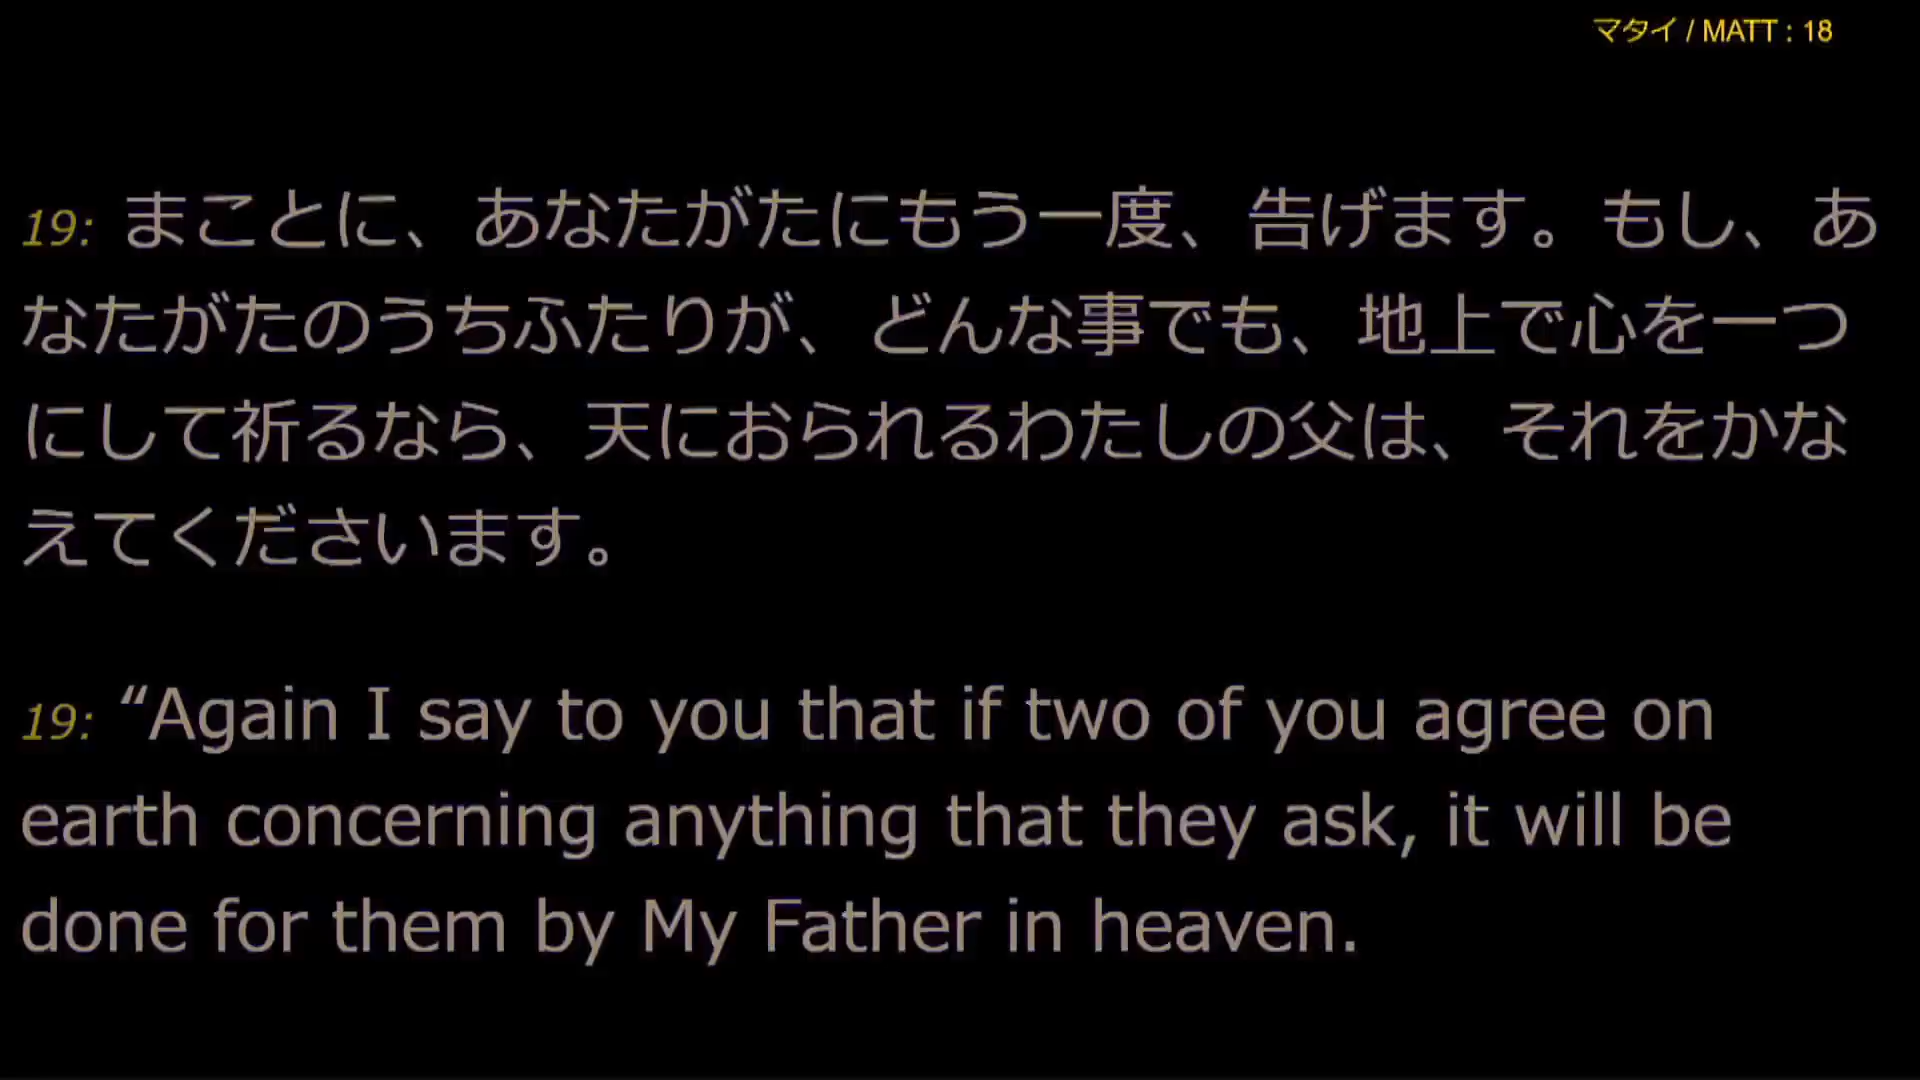 マタイ / MATT : 18
19: まことに、あなたがたにもう一度、告げます。もし、あ
なたがたのうちふたりが、どんな事でも、地上で心を一つ
にして祈るなら、天におられるわたしの父は、それをかな
えてくださいます。
19: “Again I say to you that if two of you agree on
earth concerning anything that they ask, it will be
done for them by My Father in heaven.